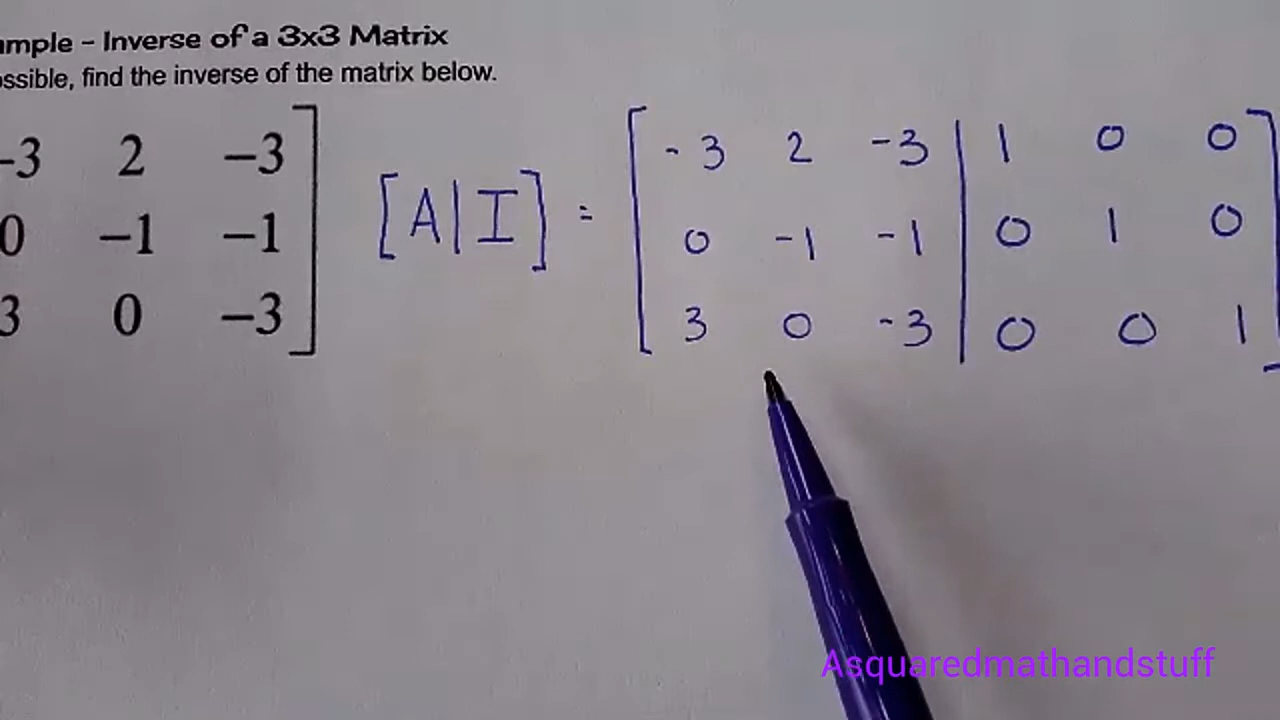 ample – Inverse of a 3x3 Matrix
ossible, find the inverse of the matrix below.
-3 2 −3
0 −1 −1
3 0 −3
[A|I] =
-3 2 -3 | 1 0 0
0 -1 -1 | 0 1 0
3 0 -3 | 0 0 1
Asquaredmathandstuff